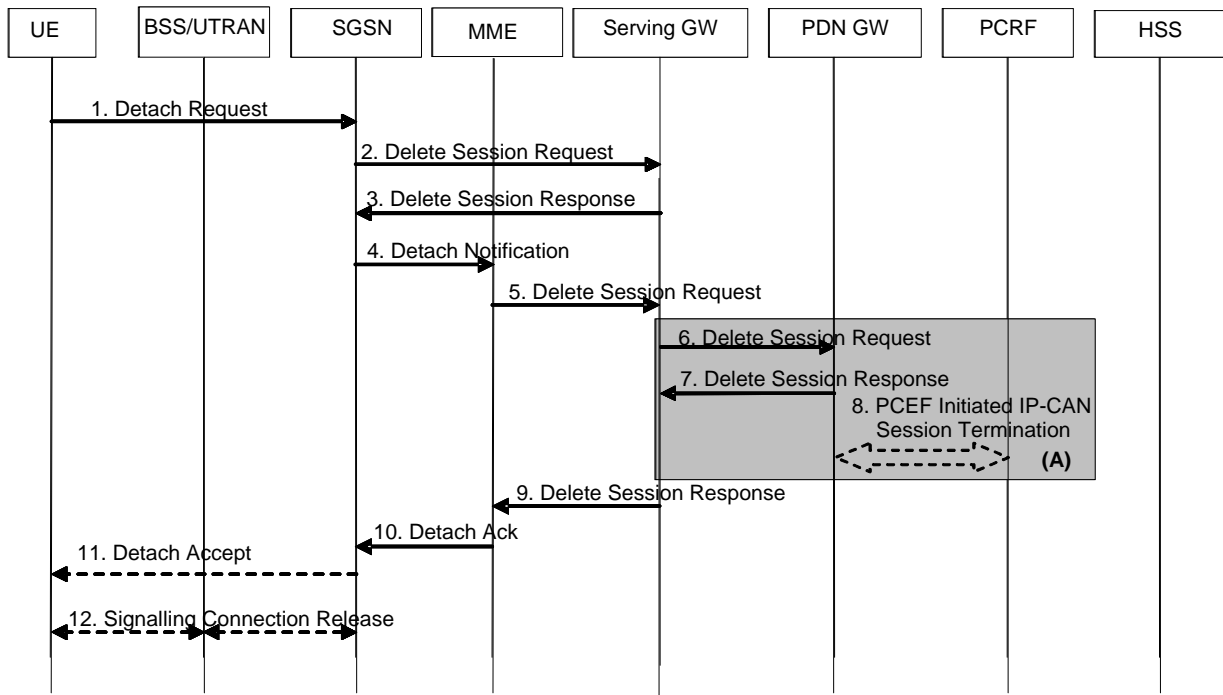 UE
BSS/UTRAN
SGSN
MME
Serving GW
PDN GW
PCRF
HSS
1. Detach Request
2. Delete Session Request
3. Delete Session Response
4. Detach Notification
5. Delete Session Request
6. Delete Session Request
7. Delete Session Response
8. PCEF Initiated IP-CAN
Session Termination
(A)
9. Delete Session Response
10. Detach Ack
11. Detach Accept
12. Signalling Connection Release